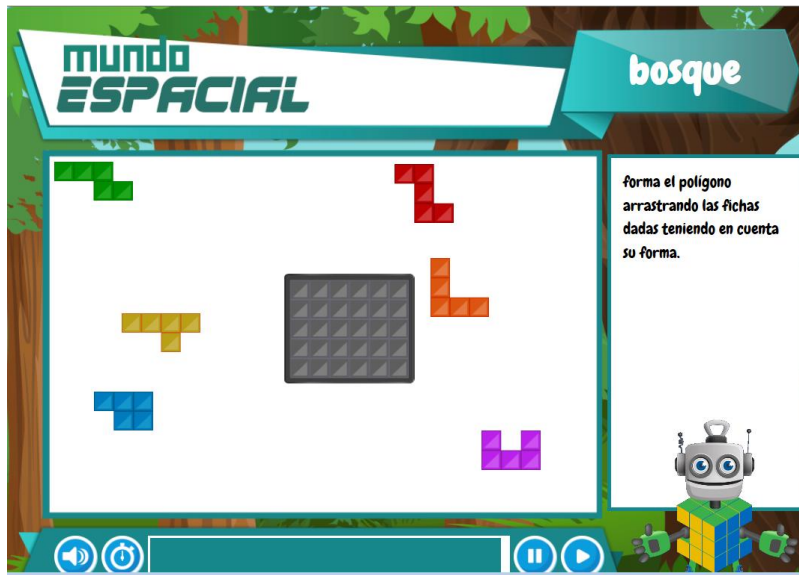 mundo
ESPACIAL
bosque
forma el polígono
arrastrando las fichas
dadas teniendo en cuenta
su forma.